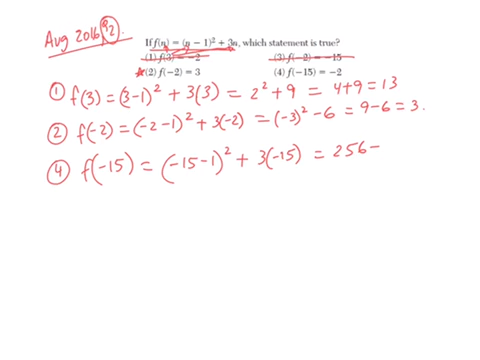 Aug 2016 #2
If f(n) = (n − 1)² + 3n, which statement is true?
(1) f(3) = −2 (3) f(−2) = −15
(2) f(−2) = 3 (4) f(−15) = −2
① f(3) = (3-1)² + 3(3) = 2² + 9 = 4+9 = 13
② f(-2) = (-2-1)² + 3(-2) = (-3)² - 6 = 9-6 = 3.
④ f(-15) = (-15-1)² + 3(-15) = 256 -